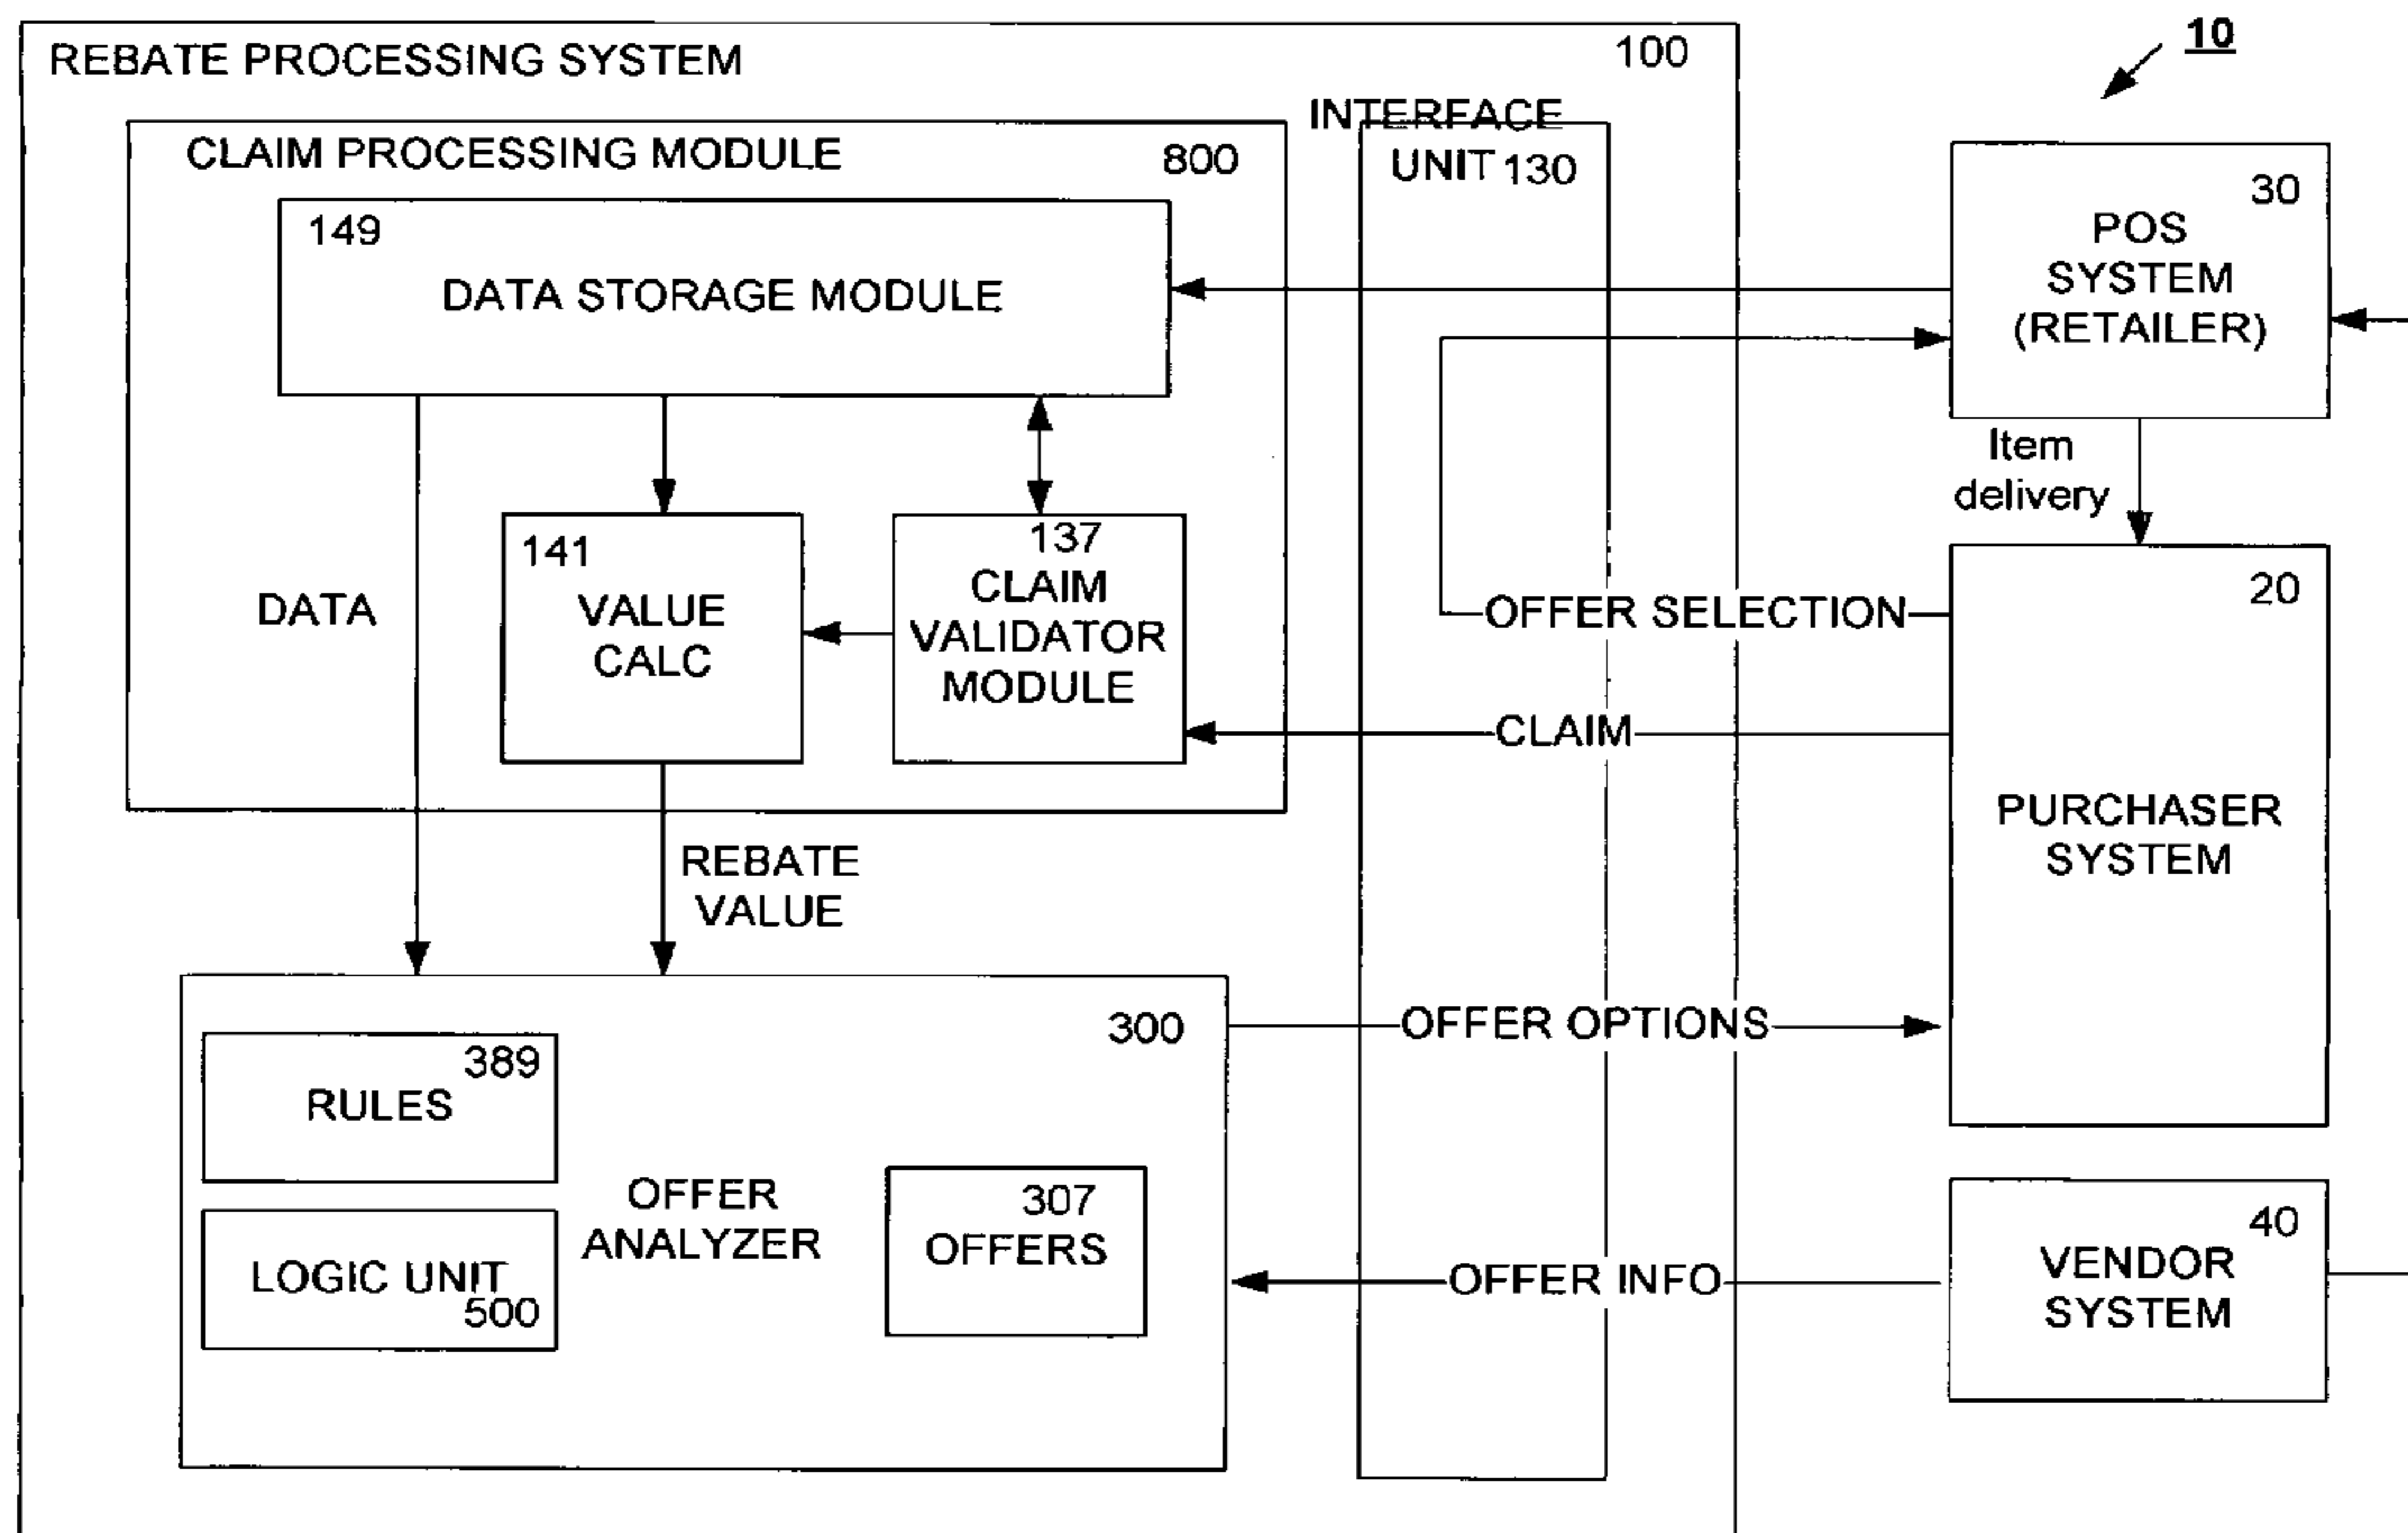 10
REBATE PROCESSING SYSTEM
100
INTERFACE
UNIT 130
CLAIM PROCESSING MODULE
800
149
DATA STORAGE MODULE
30
POS
SYSTEM
(RETAILER)
Item
delivery
141
VALUE
CALC
137
CLAIM
VALIDATOR
MODULE
DATA
OFFER SELECTION
CLAIM
20
PURCHASER
SYSTEM
REBATE
VALUE
300
OFFER OPTIONS
389
RULES
OFFER
ANALYZER
307
OFFERS
LOGIC UNIT
500
OFFER INFO
40
VENDOR
SYSTEM